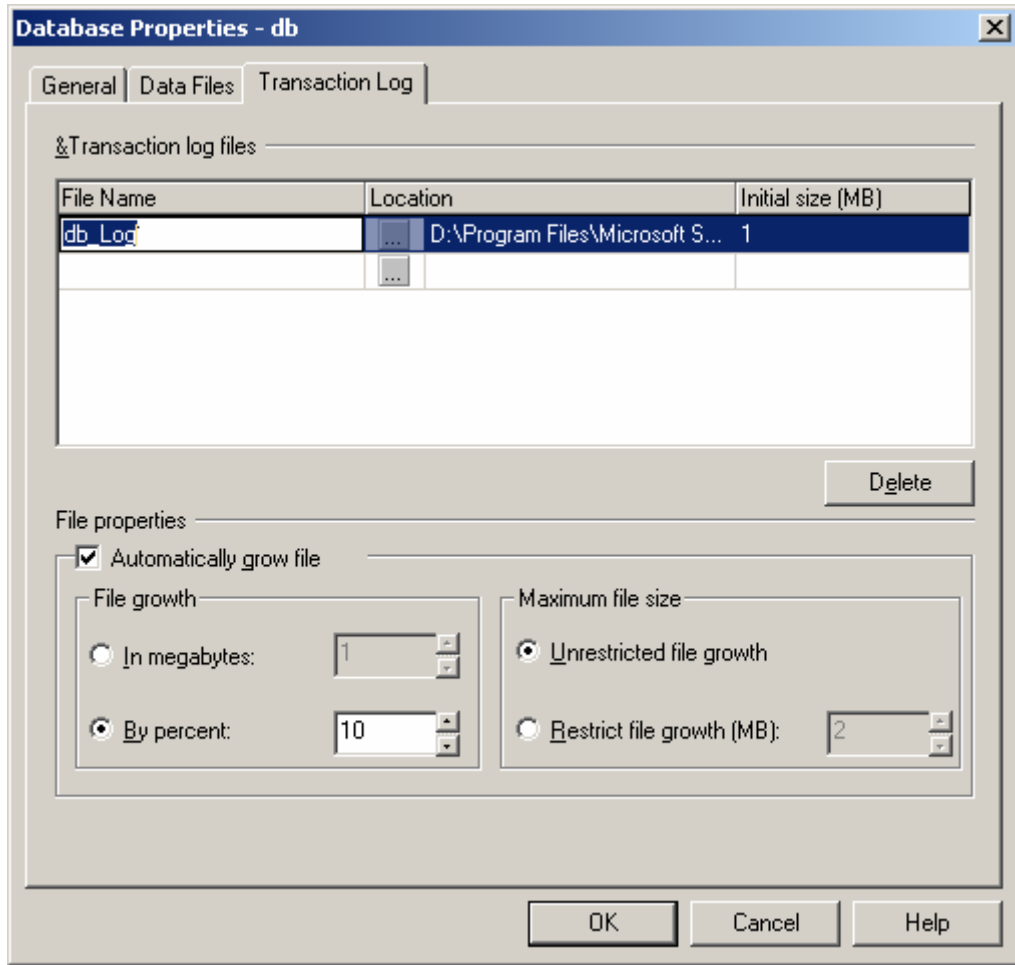 Database Properties - db
General Data Files Transaction Log
&Transaction log files
File Name Location Initial size (MB)
db_Log ... D:\Program Files\Microsoft S... 1
...
Delete
File properties
Automatically grow file
File growth Maximum file size
In megabytes: 1 Unrestricted file growth
By percent: 10 Restrict file growth (MB): 2
OK Cancel Help